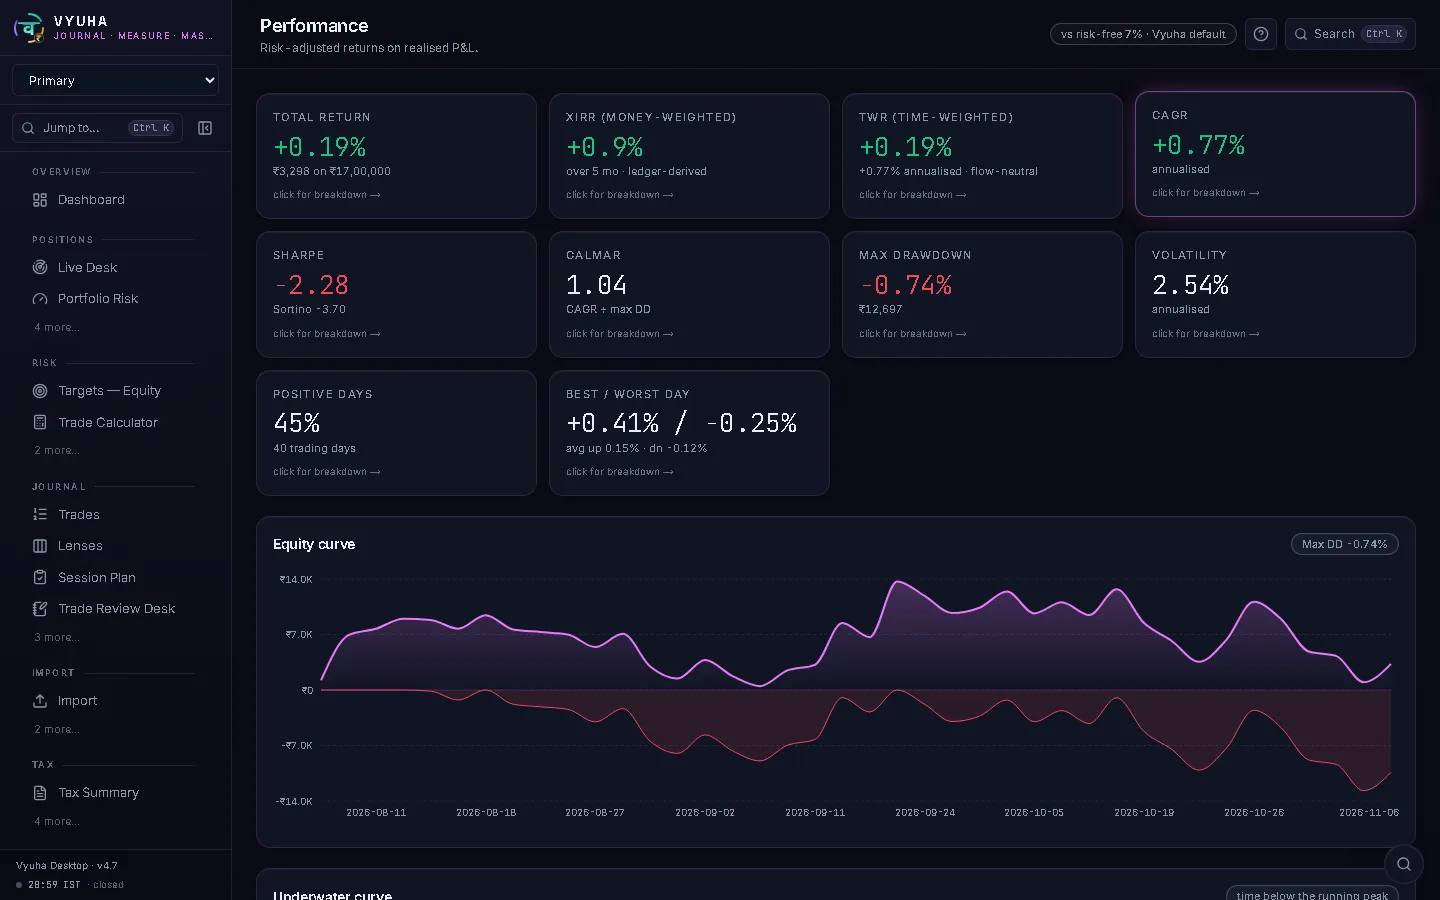 व
VYUHA
JOURNAL · MEASURE · MAS…
Primary
Jump to... Ctrl K
OVERVIEW
Dashboard
POSITIONS
Live Desk
Portfolio Risk
4 more...
RISK
Targets — Equity
Trade Calculator
2 more...
JOURNAL
Trades
Lenses
Session Plan
Trade Review Desk
3 more...
IMPORT
Import
2 more...
TAX
Tax Summary
4 more...
Vyuha Desktop · v4.7
20:59 IST · closed
Performance
Risk-adjusted returns on realised P&L.
vs risk-free 7% · Vyuha default
Search Ctrl K
TOTAL RETURN
+0.19%
₹3,298 on ₹17,00,000
click for breakdown →
XIRR (MONEY-WEIGHTED)
+0.9%
over 5 mo · ledger-derived
click for breakdown →
TWR (TIME-WEIGHTED)
+0.19%
+0.77% annualised · flow-neutral
click for breakdown →
CAGR
+0.77%
annualised
click for breakdown →
SHARPE
-2.28
Sortino -3.70
click for breakdown →
CALMAR
1.04
CAGR ÷ max DD
click for breakdown →
MAX DRAWDOWN
-0.74%
₹12,697
click for breakdown →
VOLATILITY
2.54%
annualised
click for breakdown →
POSITIVE DAYS
45%
40 trading days
click for breakdown →
BEST / WORST DAY
+0.41% / -0.25%
avg up 0.15% · dn -0.12%
click for breakdown →
Equity curve
Max DD -0.74%
₹14.0K
₹7.0K
₹0
-₹7.0K
-₹14.0K
2026-08-11 2026-08-18 2026-08-27 2026-09-02 2026-09-11 2026-09-24 2026-10-05 2026-10-19 2026-10-26 2026-11-06
Underwater curve
time below the running peak